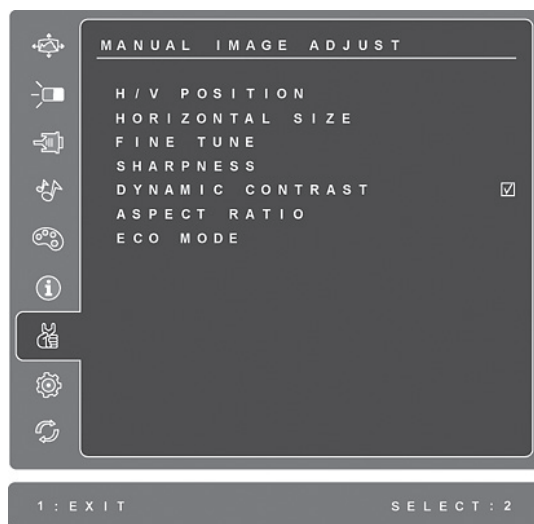 MANUAL IMAGE ADJUST
H/V POSITION
HORIZONTAL SIZE
FINE TUNE
SHARPNESS
DYNAMIC CONTRAST
ASPECT RATIO
ECO MODE
1:EXIT SELECT:2